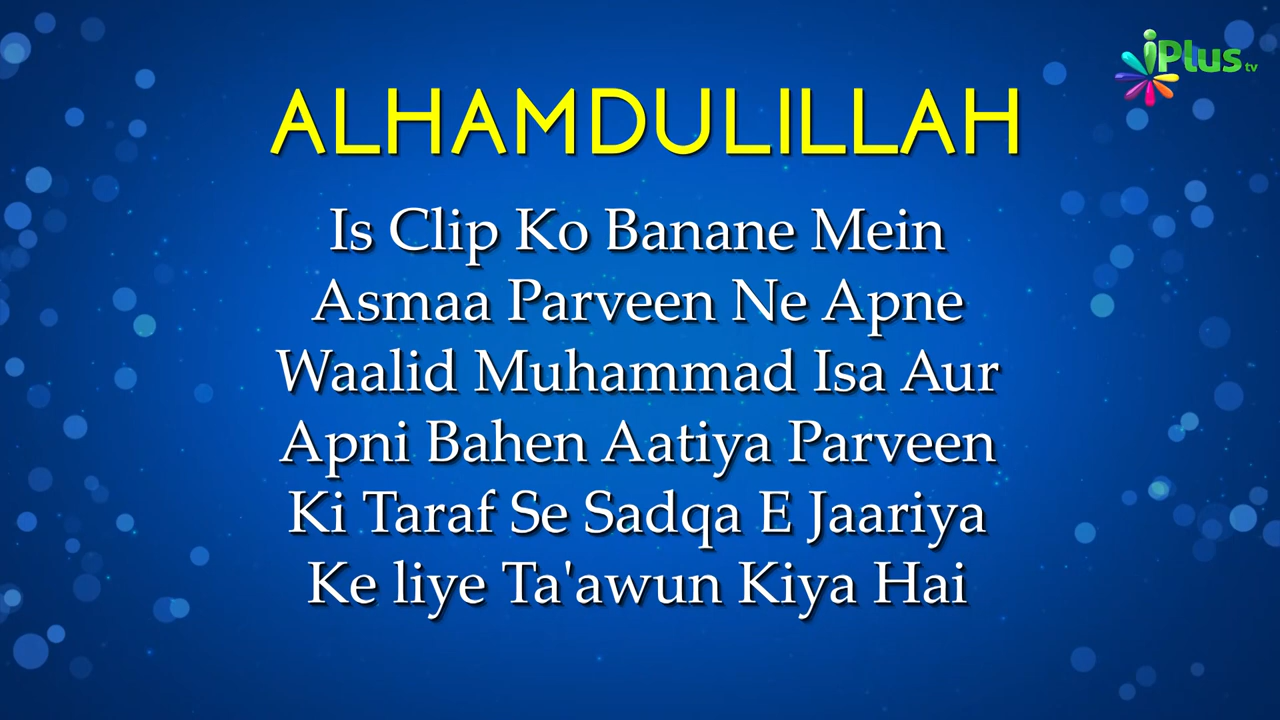 iPlus tv
ALHAMDULILLAH
Is Clip Ko Banane Mein
Asmaa Parveen Ne Apne
Waalid Muhammad Isa Aur
Apni Bahen Aatiya Parveen
Ki Taraf Se Sadqa E Jaariya
Ke liye Ta'awun Kiya Hai